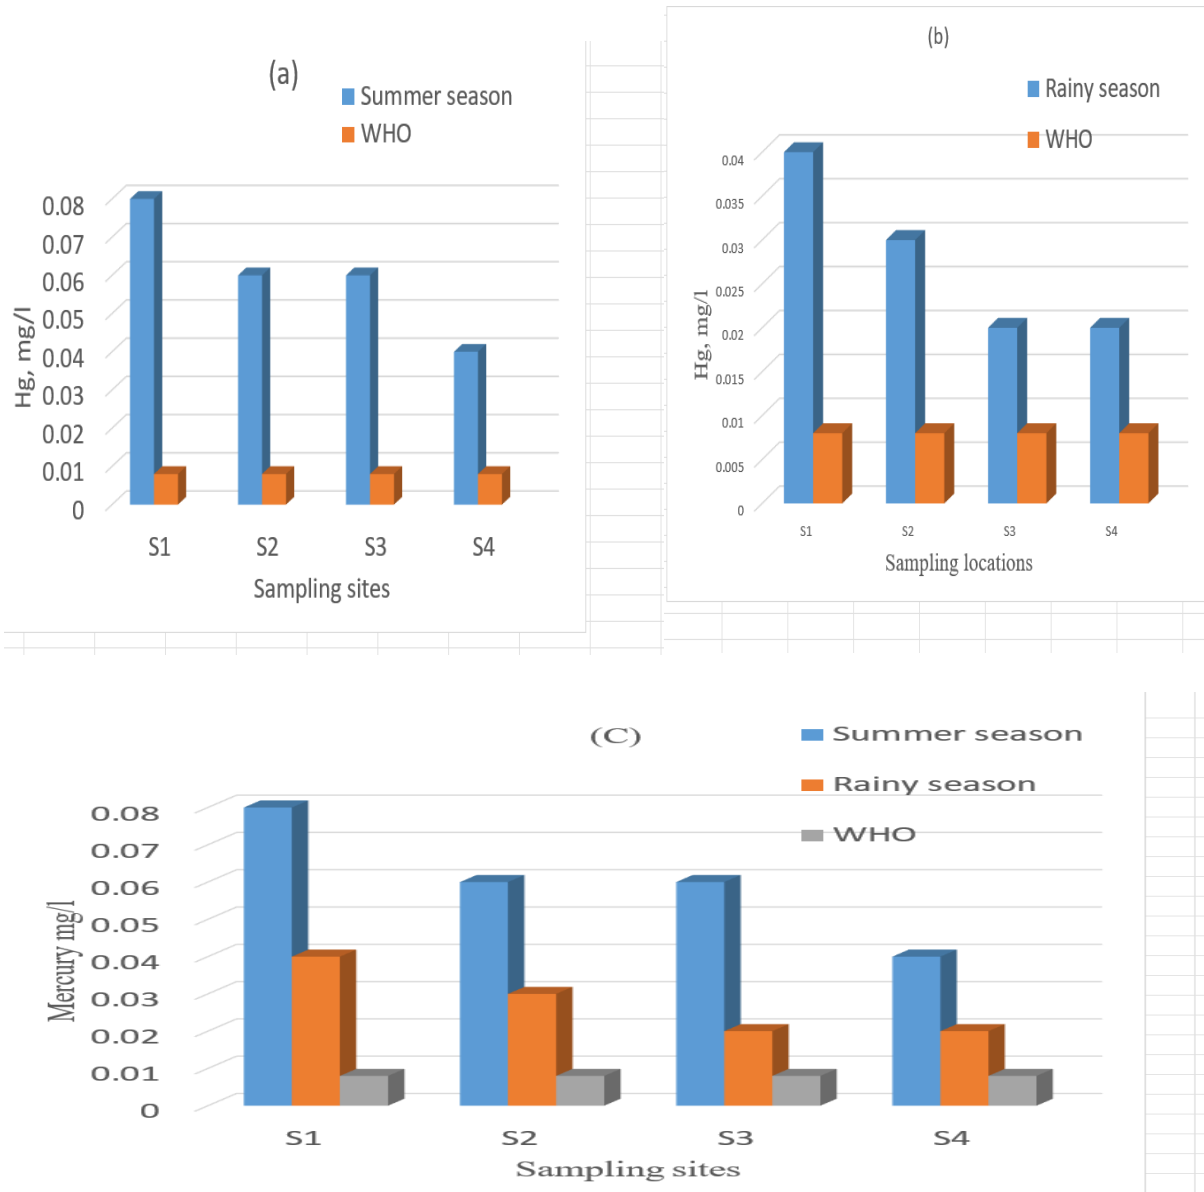 (a)
Summer season
WHO
0.08
0.07
0.06
0.05
0.04
0.03
0.02
0.01
0
Hg, mg/l
S1 S2 S3 S4
Sampling sites
(b)
Rainy season
WHO
0.04
0.035
0.03
0.025
0.02
0.015
0.01
0.005
0
Hg, mg/l
S1 S2 S3 S4
Sampling locations
(C)
Summer season
Rainy season
WHO
0.08
0.07
0.06
0.05
0.04
0.03
0.02
0.01
0
Mercury mg/l
S1 S2 S3 S4
Sampling sites